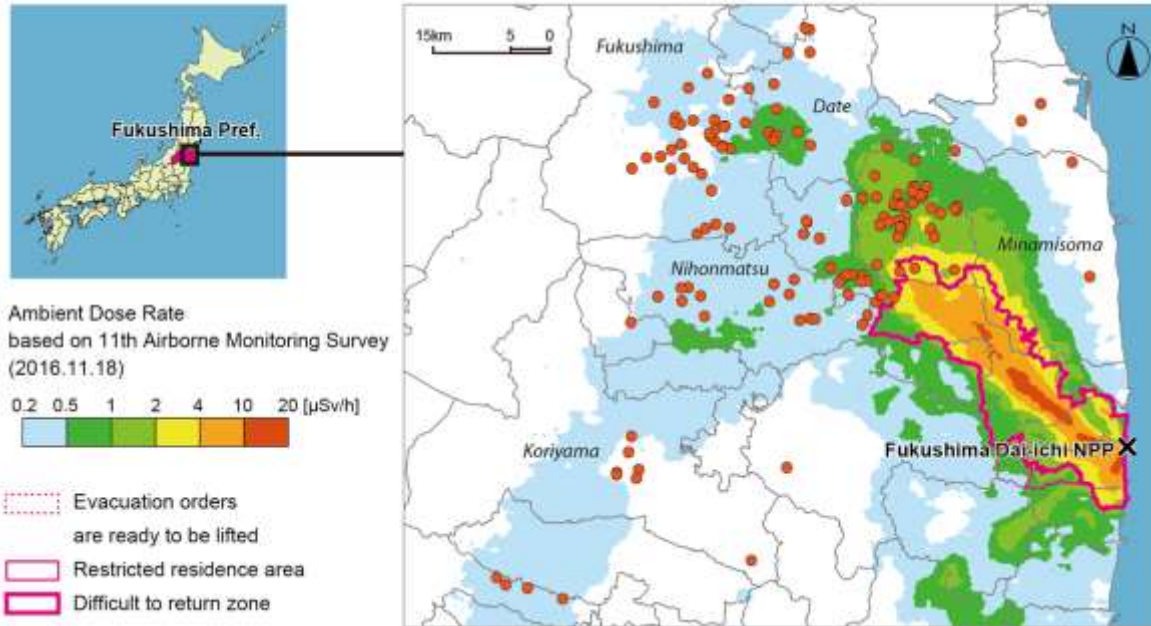 Fukushima Pref.
Ambient Dose Rate
based on 11th Airborne Monitoring Survey
(2016.11.18)
0.2 0.5 1 2 4 10 20 [μSv/h]
Evacuation orders
are ready to be lifted
Restricted residence area
Difficult to return zone
15km 5 0
N
Fukushima
Date
Minamisoma
Nihonmatsu
Koriyama
Fukushima Dai-ichi NPP